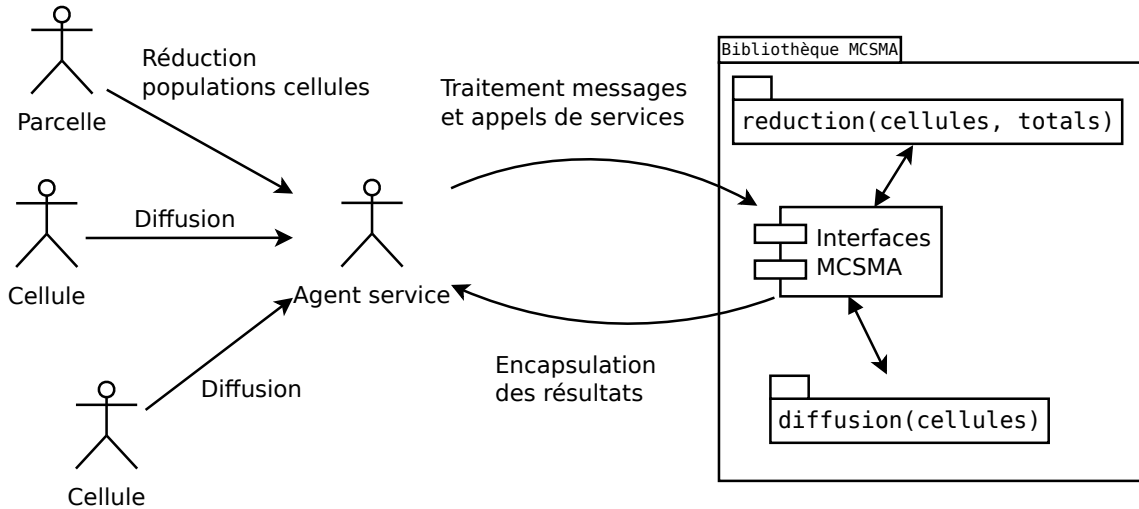 Réduction
populations cellules
Parcelle
Diffusion
Cellule
Diffusion
Cellule
Agent service
Traitement messages
et appels de services
Encapsulation
des résultats
Bibliothèque MCSMA
reduction(cellules, totals)
Interfaces
MCSMA
diffusion(cellules)